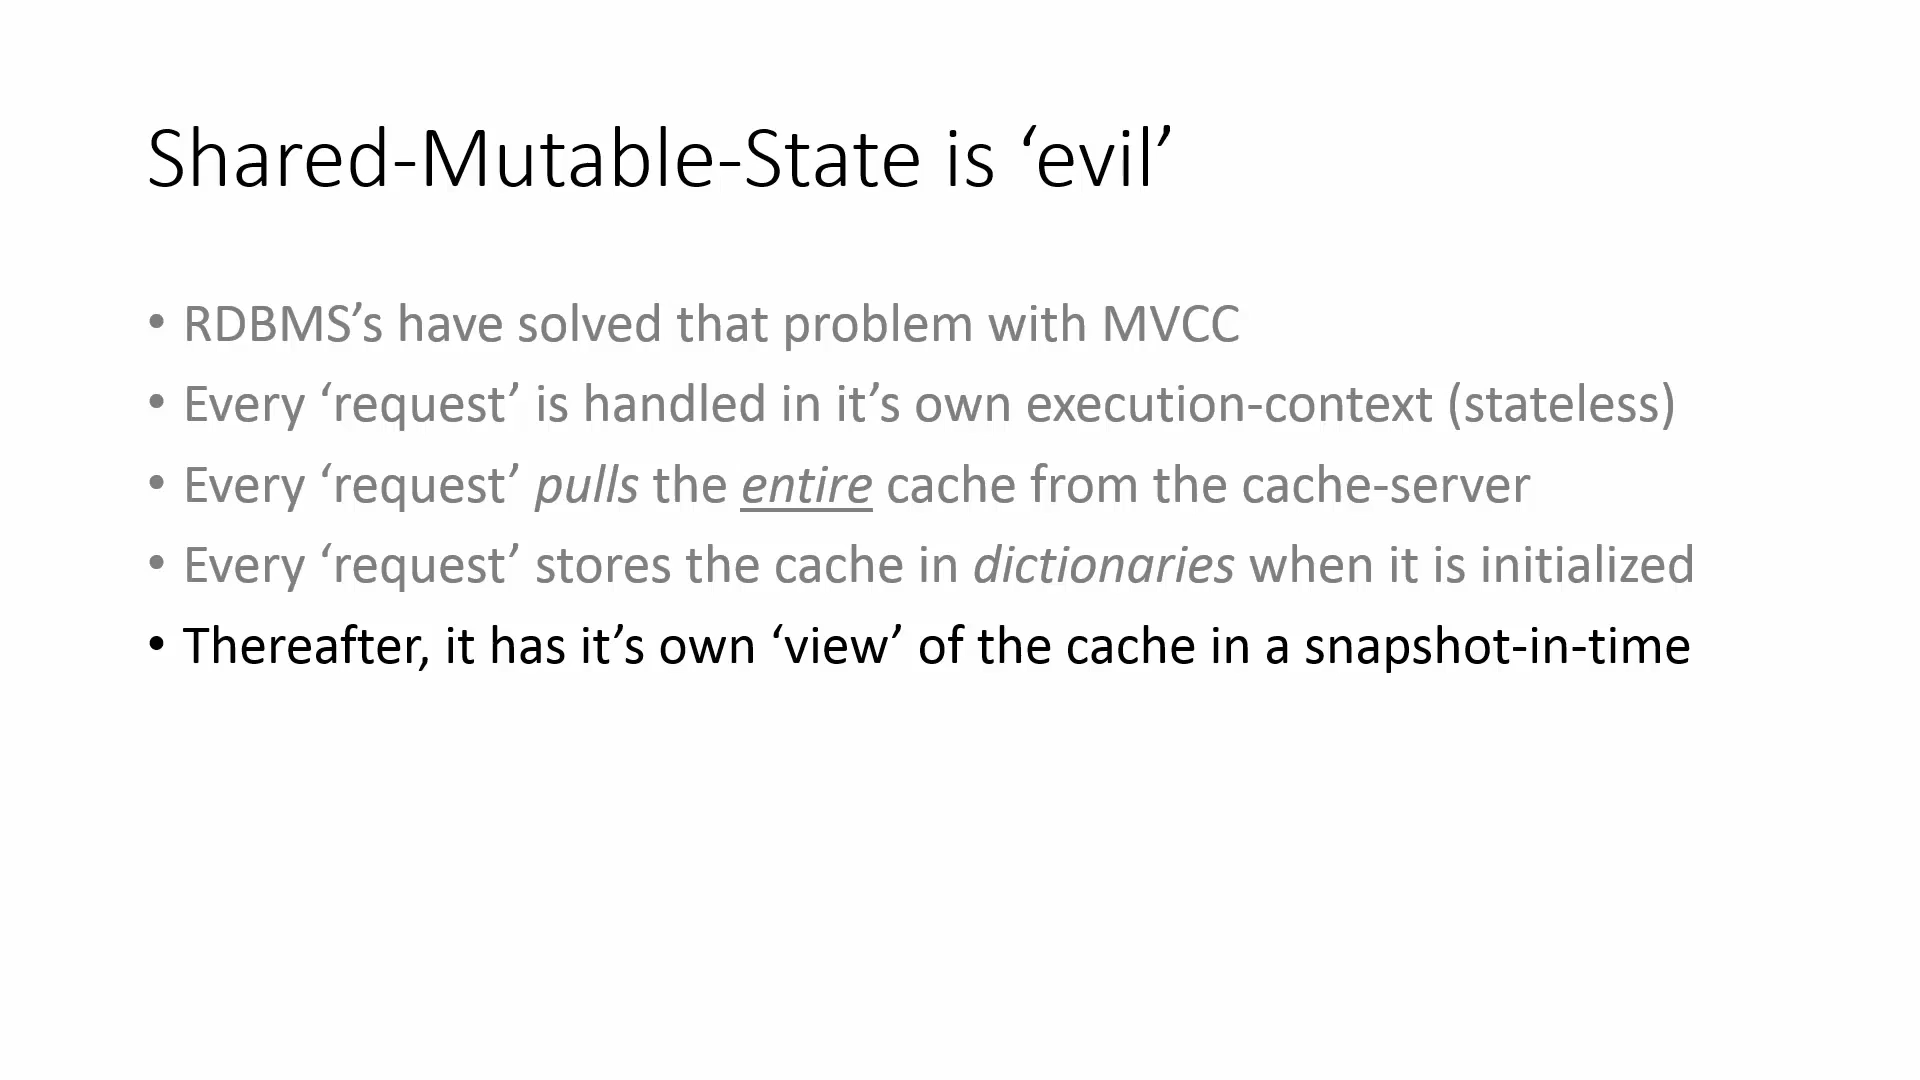 Shared-Mutable-State is ‘evil’
• RDBMS’s have solved that problem with MVCC
• Every ‘request’ is handled in it’s own execution-context (stateless)
• Every ‘request’ pulls the entire cache from the cache-server
• Every ‘request’ stores the cache in dictionaries when it is initialized
• Thereafter, it has it’s own ‘view’ of the cache in a snapshot-in-time